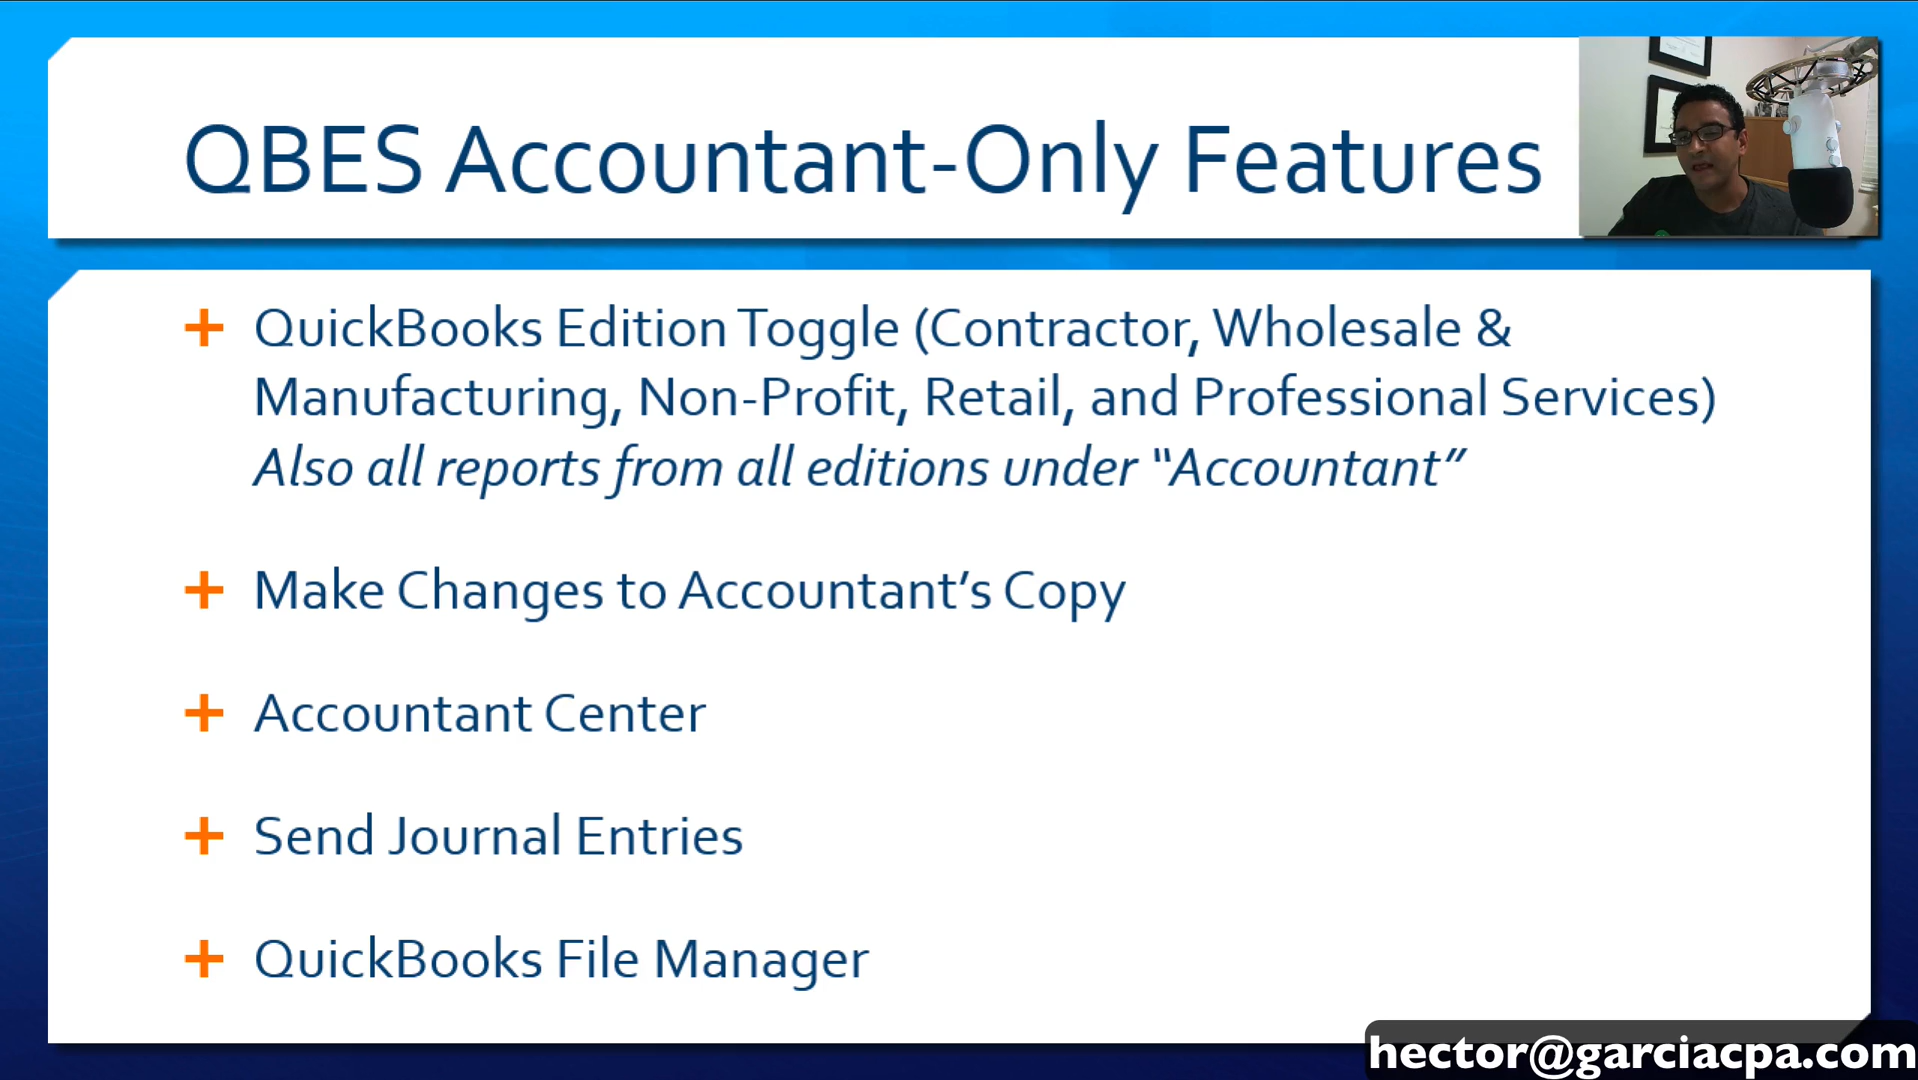 QBES Accountant-Only Features
+ QuickBooks Edition Toggle (Contractor, Wholesale &
Manufacturing, Non-Profit, Retail, and Professional Services)
Also all reports from all editions under “Accountant”
+ Make Changes to Accountant’s Copy
+ Accountant Center
+ Send Journal Entries
+ QuickBooks File Manager
hector@garciacpa.com